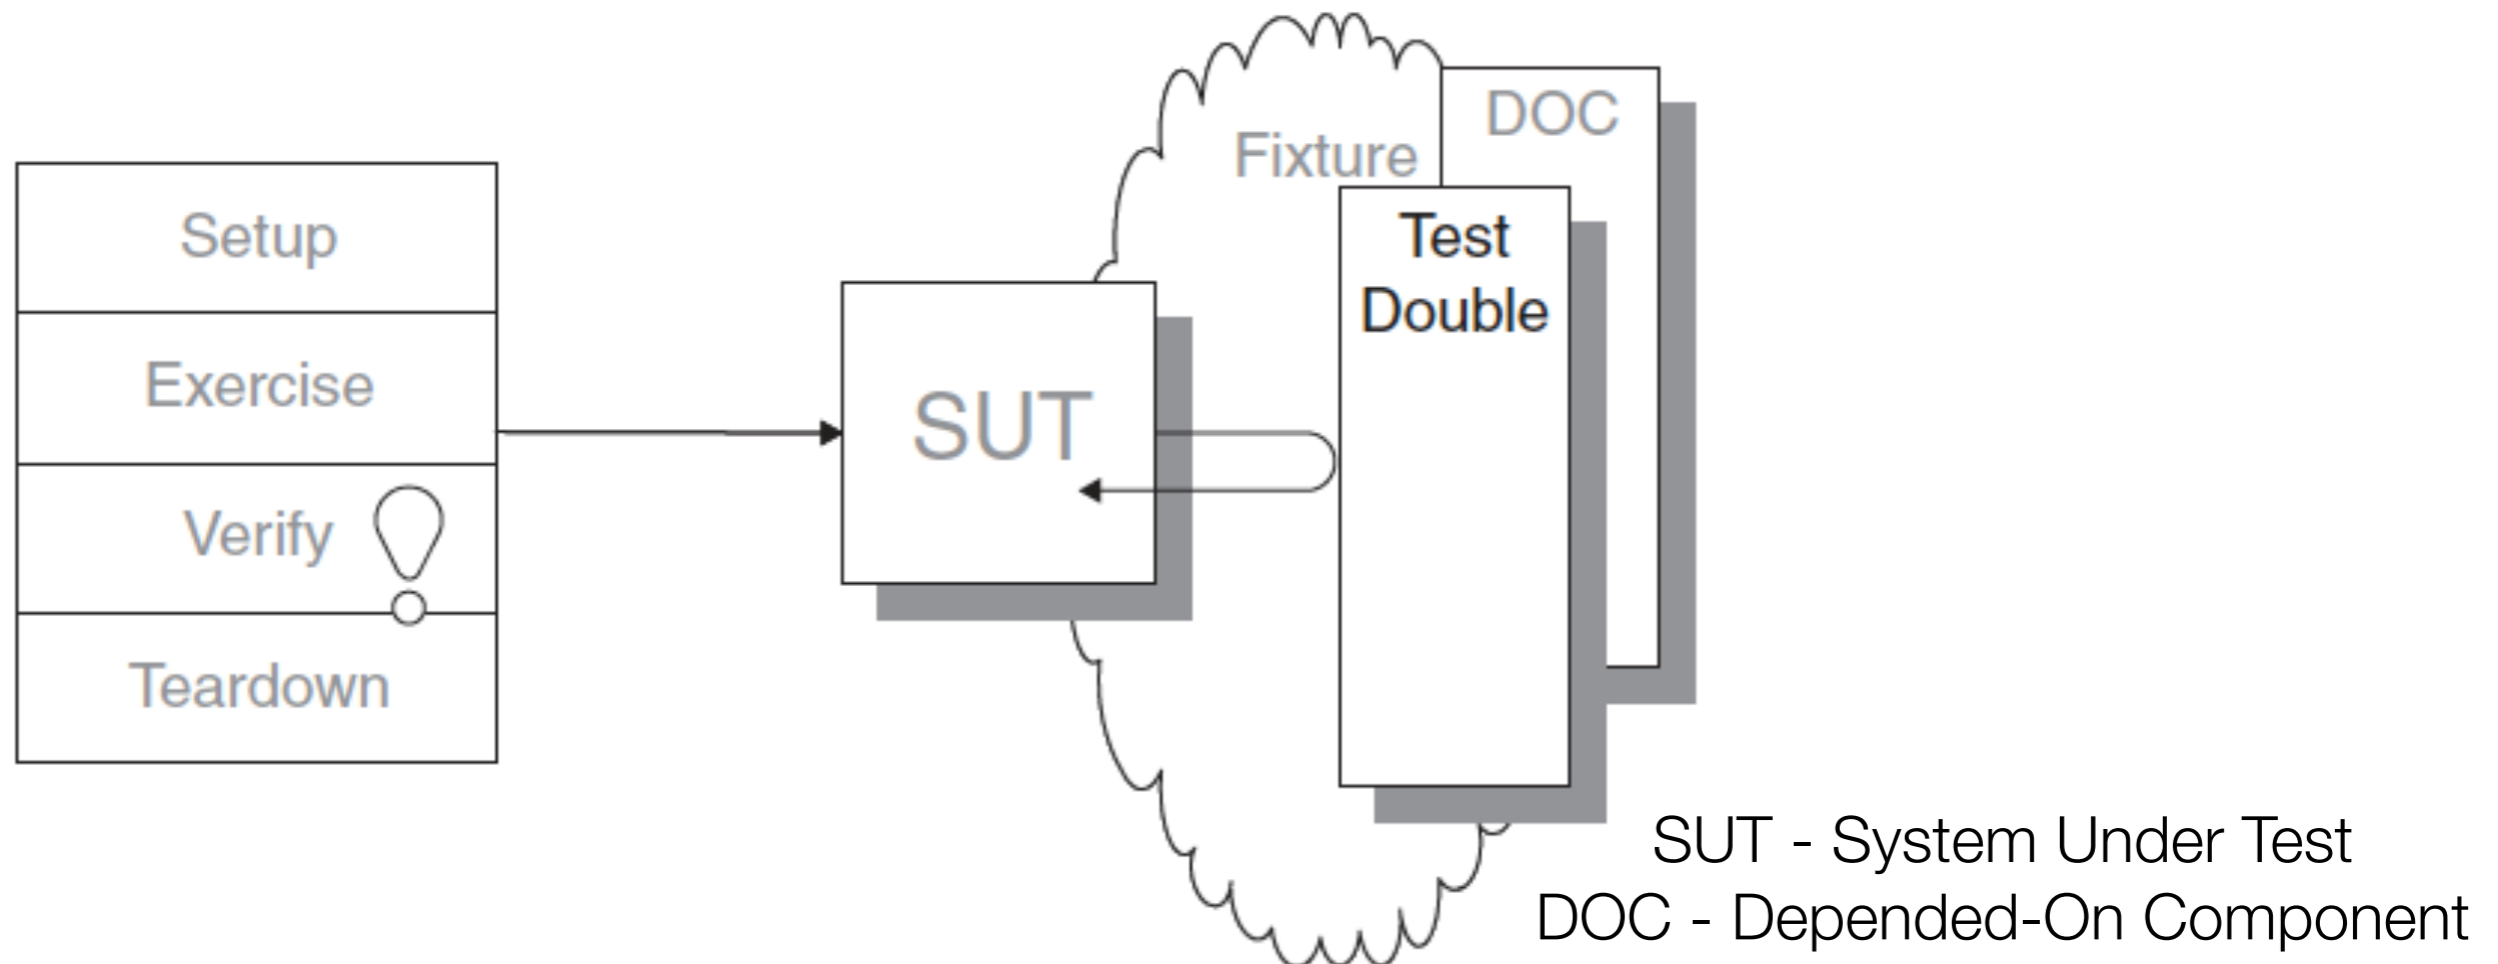 Setup
Exercise
Verify
Teardown
SUT
Fixture
DOC
Test
Double
SUT - System Under Test
DOC - Depended-On Component